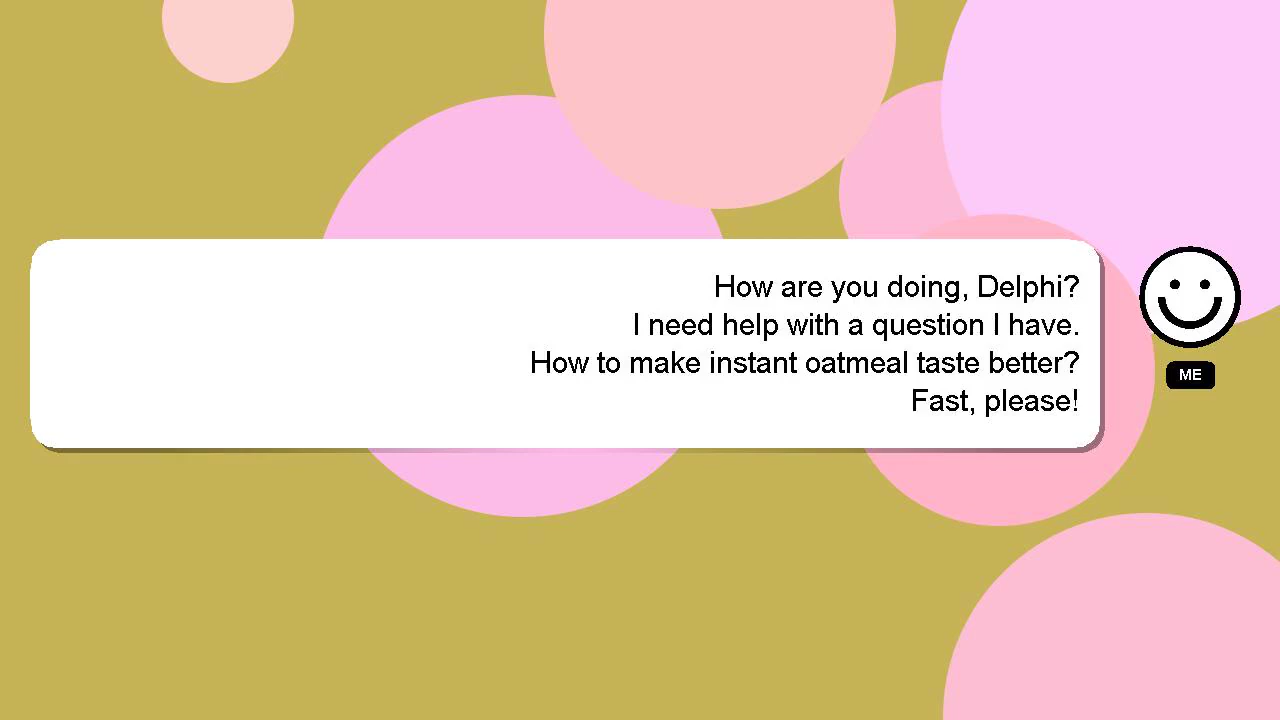 How are you doing, Delphi?
I need help with a question I have.
How to make instant oatmeal taste better?
Fast, please!
ME